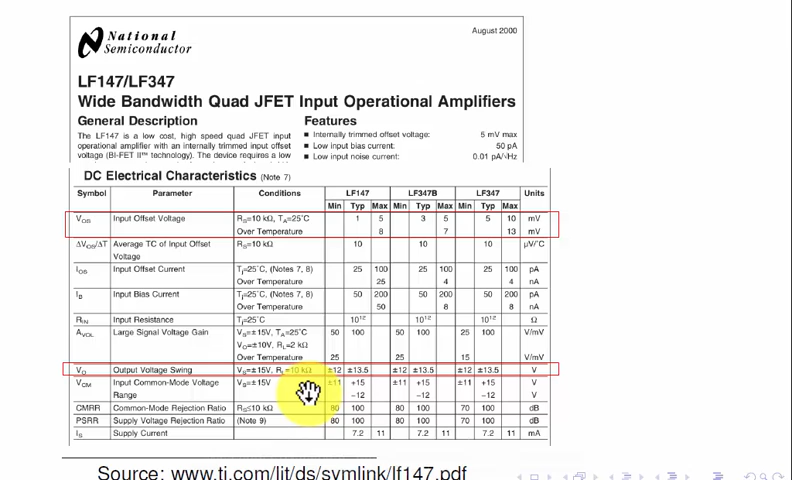 National
Semiconductor
August 2000
LF147/LF347
Wide Bandwidth Quad JFET Input Operational Amplifiers
General Description
The LF147 is a low cost, high speed quad JFET input
operational amplifier with an internally trimmed input offset
voltage (BI-FET II™ technology). The device requires a low
Features
■ Internally trimmed offset voltage: 5 mV max
■ Low input bias current: 50 pA
■ Low input noise current: 0.01 pA/√Hz
DC Electrical Characteristics (Note 7)
Symbol Parameter Conditions LF147 LF347B LF347 Units
Min Typ Max Min Typ Max Min Typ Max
VOS Input Offset Voltage RS=10 kΩ, TA=25˚C 1 5 3 5 5 10 mV
Over Temperature 8 7 13 mV
ΔVOS/ΔT Average TC of Input Offset RS=10 kΩ 10 10 10 µV/˚C
Voltage
IOS Input Offset Current Tj=25˚C, (Notes 7, 8) 25 100 25 100 25 100 pA
Over Temperature 25 4 4 nA
IB Input Bias Current Tj=25˚C, (Notes 7, 8) 50 200 50 200 50 200 pA
Over Temperature 50 8 8 nA
RIN Input Resistance Tj=25˚C 10¹² 10¹² 10¹² Ω
AVOL Large Signal Voltage Gain VS=±15V, TA=25˚C 50 100 50 100 25 100 V/mV
VO=±10V, RL=2 kΩ
Over Temperature 25 25 15 V/mV
VO Output Voltage Swing VS=±15V, RL=10 kΩ ±12 ±13.5 ±12 ±13.5 ±12 ±13.5 V
VCM Input Common-Mode Voltage VS=±15V ±11 +15 ±11 +15 ±11 +15 V
Range −12 −12 −12 V
CMRR Common-Mode Rejection Ratio RS≤10 kΩ 80 100 80 100 70 100 dB
PSRR Supply Voltage Rejection Ratio (Note 9) 80 100 80 100 70 100 dB
IS Supply Current 7.2 11 7.2 11 7.2 11 mA
Source: www.ti.com/lit/ds/symlink/lf147.pdf